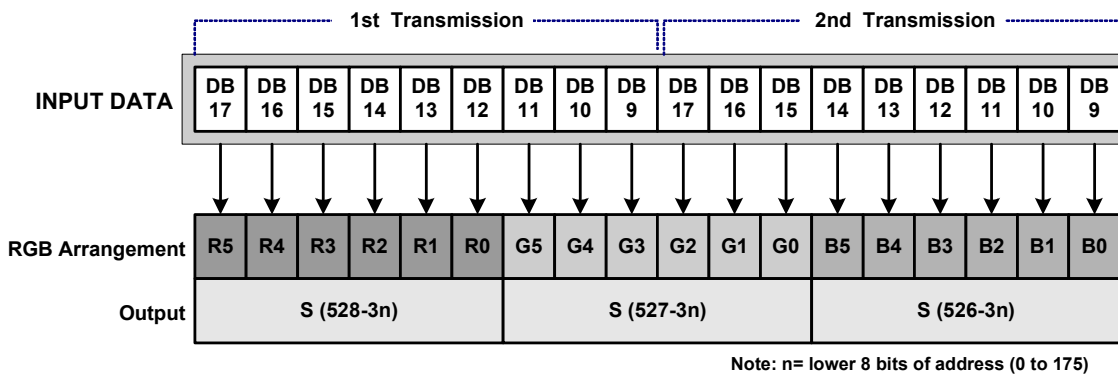 1st Transmission 2nd Transmission
INPUT DATA
DB 17 DB 16 DB 15 DB 14 DB 13 DB 12 DB 11 DB 10 DB 9 DB 17 DB 16 DB 15 DB 14 DB 13 DB 12 DB 11 DB 10 DB 9
RGB Arrangement R5 R4 R3 R2 R1 R0 G5 G4 G3 G2 G1 G0 B5 B4 B3 B2 B1 B0
Output S (528-3n) S (527-3n) S (526-3n)
Note: n= lower 8 bits of address (0 to 175)